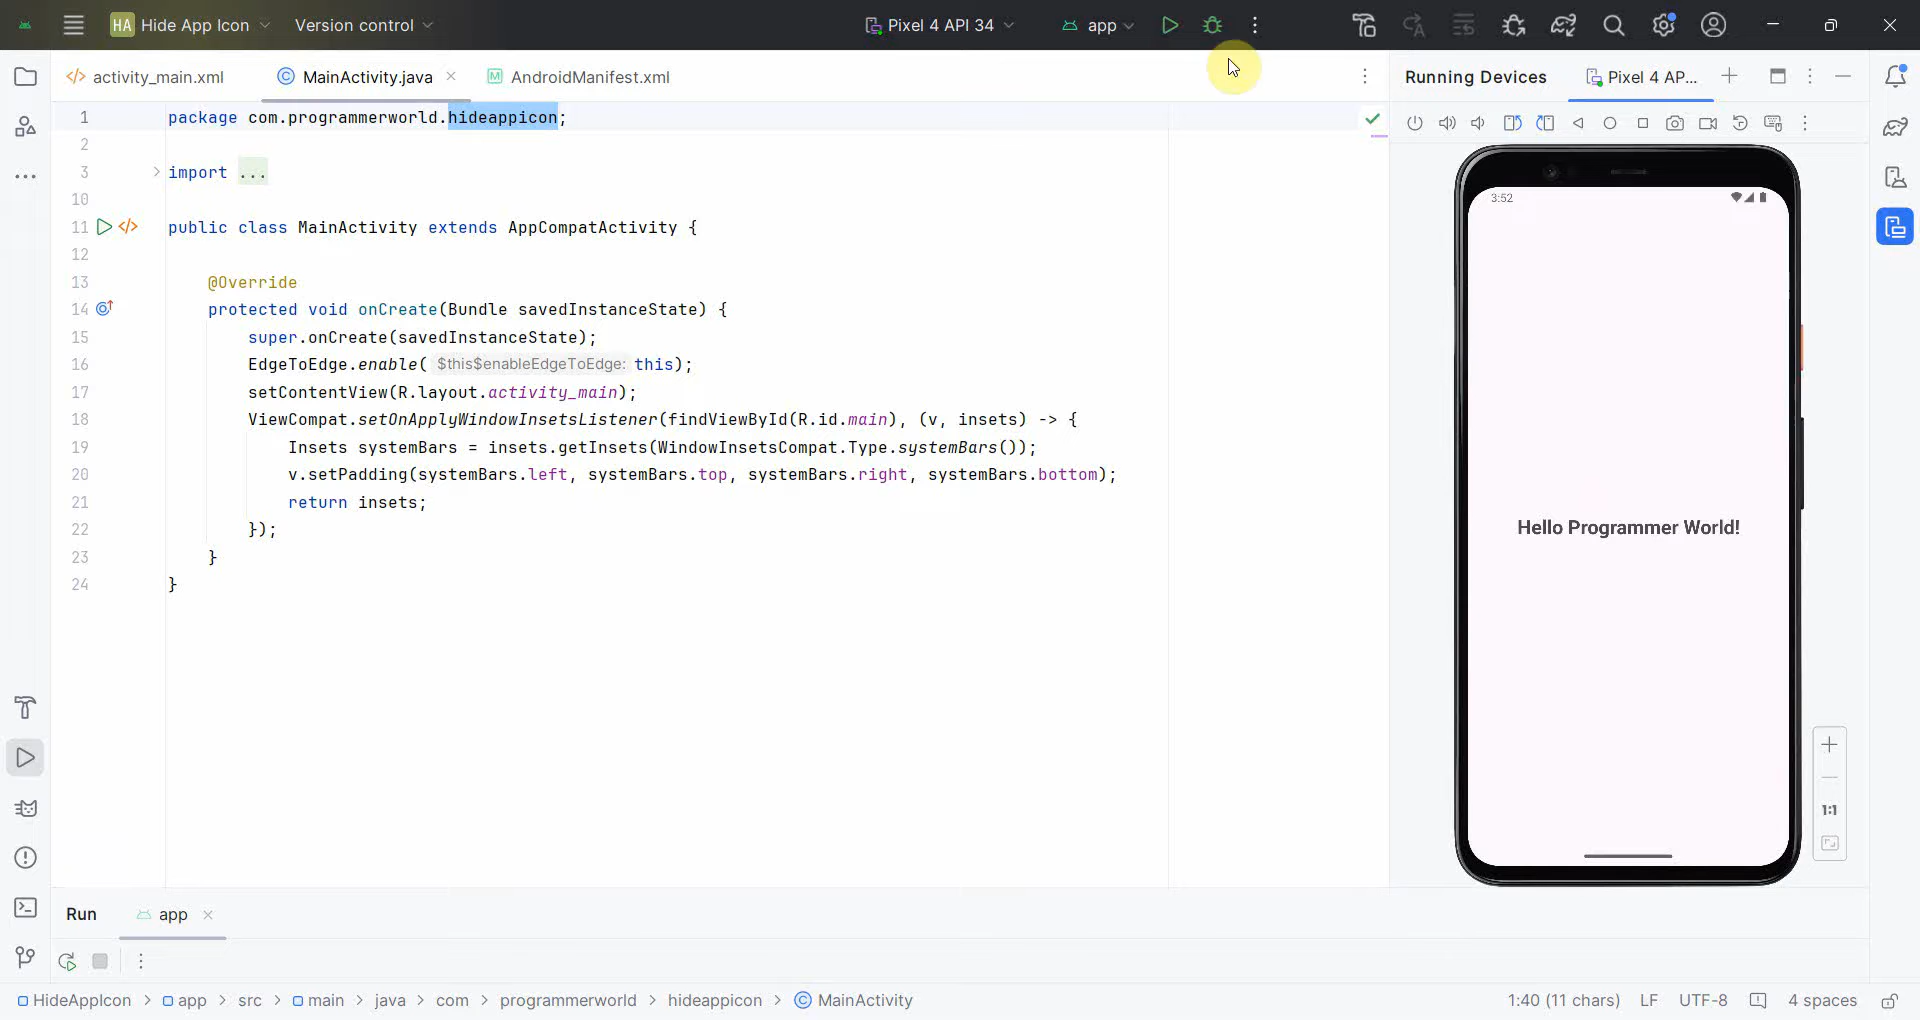 HA Hide App Icon Version control Pixel 4 API 34 app
activity_main.xml MainActivity.java AndroidManifest.xml Running Devices Pixel 4 AP...
1 package com.programmerworld.hideappicon;
2
3 import ...
10
11 public class MainActivity extends AppCompatActivity {
12
13 @Override
14 protected void onCreate(Bundle savedInstanceState) {
15 super.onCreate(savedInstanceState);
16 EdgeToEdge.enable( $this$enableEdgeToEdge: this);
17 setContentView(R.layout.activity_main);
18 ViewCompat.setOnApplyWindowInsetsListener(findViewById(R.id.main), (v, insets) -> {
19 Insets systemBars = insets.getInsets(WindowInsetsCompat.Type.systemBars());
20 v.setPadding(systemBars.left, systemBars.top, systemBars.right, systemBars.bottom);
21 return insets;
22 });
23 }
24 }
3:52
Hello Programmer World!
1:1
Run app
HideAppIcon > app > src > main > java > com > programmerworld > hideappicon > MainActivity 1:40 (11 chars) LF UTF-8 4 spaces